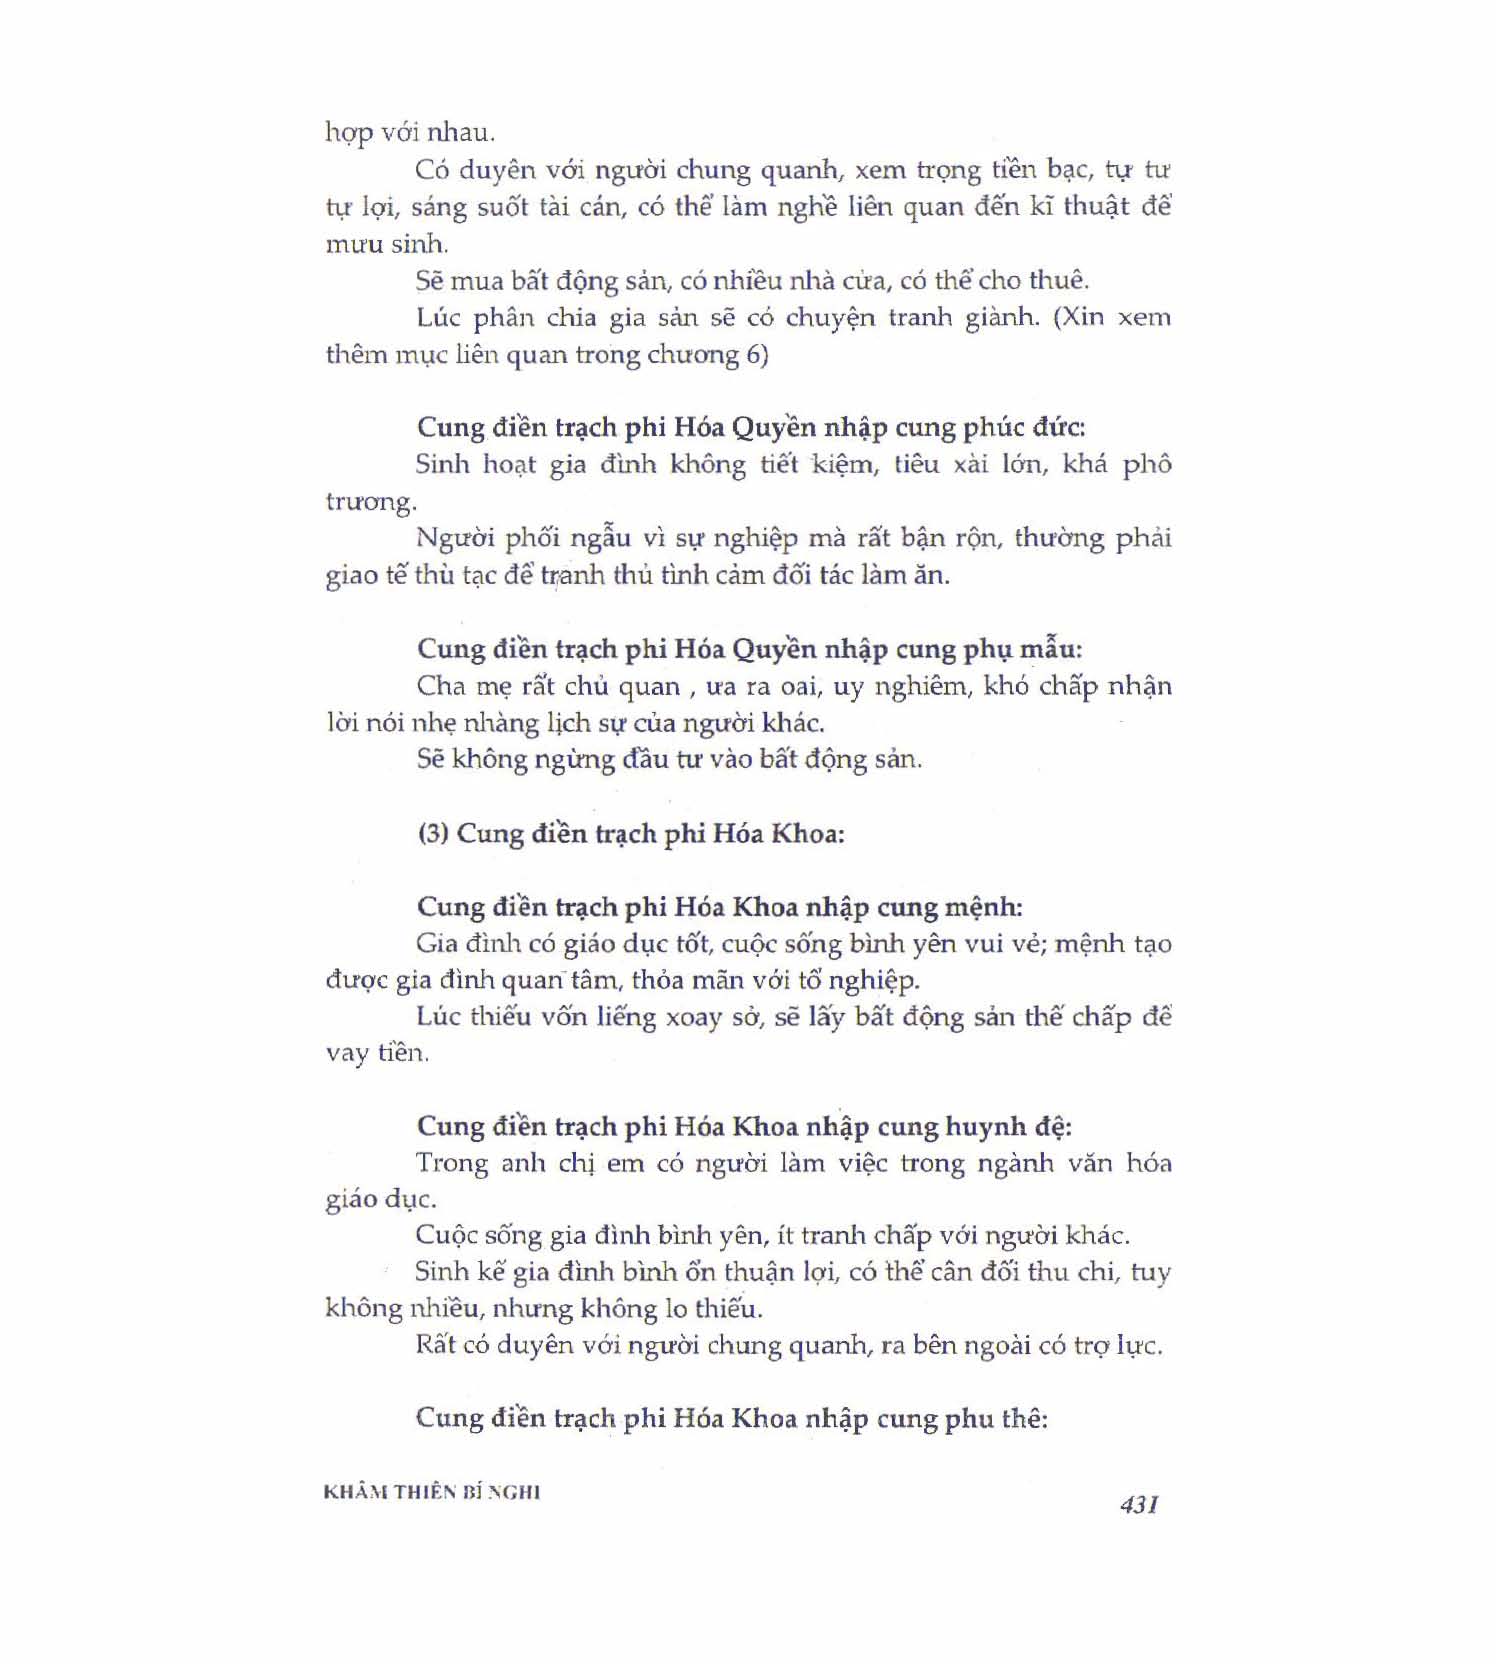 hợp với nhau.
Có duyên với người chung quanh, xem trọng tiền bạc, tự tư
tự lợi, sáng suốt tài cán, có thể làm nghề liên quan đến kĩ thuật để
mưu sinh.
Sẽ mua bất động sản, có nhiều nhà cửa, có thể cho thuê.
Lúc phân chia gia sản sẽ có chuyện tranh giành. (Xin xem
thêm mục liên quan trong chương 6)
Cung điền trạch phi Hóa Quyền nhập cung phúc đức:
Sinh hoạt gia đình không tiết kiệm, tiêu xài lớn, khá phô
trương.
Người phối ngẫu vì sự nghiệp mà rất bận rộn, thường phải
giao tế thù tạc để tranh thủ tình cảm đối tác làm ăn.
Cung điền trạch phi Hóa Quyền nhập cung phụ mẫu:
Cha mẹ rất chủ quan , ưa ra oai, uy nghiêm, khó chấp nhận
lời nói nhẹ nhàng lịch sự của người khác.
Sẽ không ngừng đầu tư vào bất động sản.
(3) Cung điền trạch phi Hóa Khoa:
Cung điền trạch phi Hóa Khoa nhập cung mệnh:
Gia đình có giáo dục tốt, cuộc sống bình yên vui vẻ; mệnh tạo
được gia đình quan tâm, thỏa mãn với tổ nghiệp.
Lúc thiếu vốn liếng xoay sở, sẽ lấy bất động sản thế chấp để
vay tiền.
Cung điền trạch phi Hóa Khoa nhập cung huynh đệ:
Trong anh chị em có người làm việc trong ngành văn hóa
giáo dục.
Cuộc sống gia đình bình yên, ít tranh chấp với người khác.
Sinh kế gia đình bình ổn thuận lợi, có thể cân đối thu chi, tuy
không nhiều, nhưng không lo thiếu.
Rất có duyên với người chung quanh, ra bên ngoài có trợ lực.
Cung điền trạch phi Hóa Khoa nhập cung phu thê:
KHÂM THIÊN BÍ NGHI
431